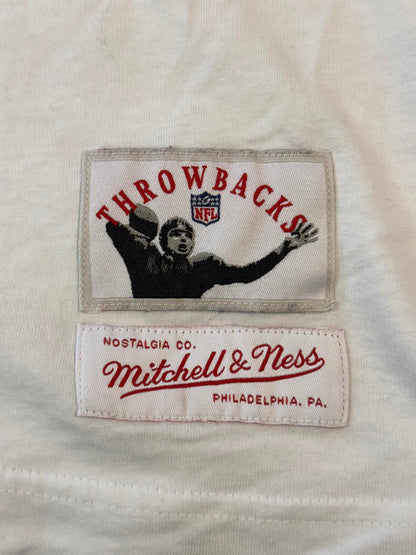 THROWBACKS
NFL
NOSTALGIA CO.
Mitchell & Ness
PHILADELPHIA, PA.